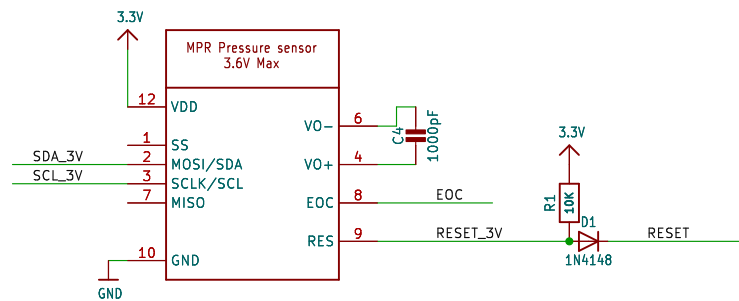 3.3V
MPR Pressure sensor
3.6V Max
12 VDD
1 SS
SDA_3V 2 MOSI/SDA
SCL_3V 3 SCLK/SCL
7 MISO
10 GND
GND
VO- 6
C4
1000pF
VO+ 4
EOC 8 EOC
RES 9 RESET_3V
3.3V
R1
10K
D1
1N4148
RESET